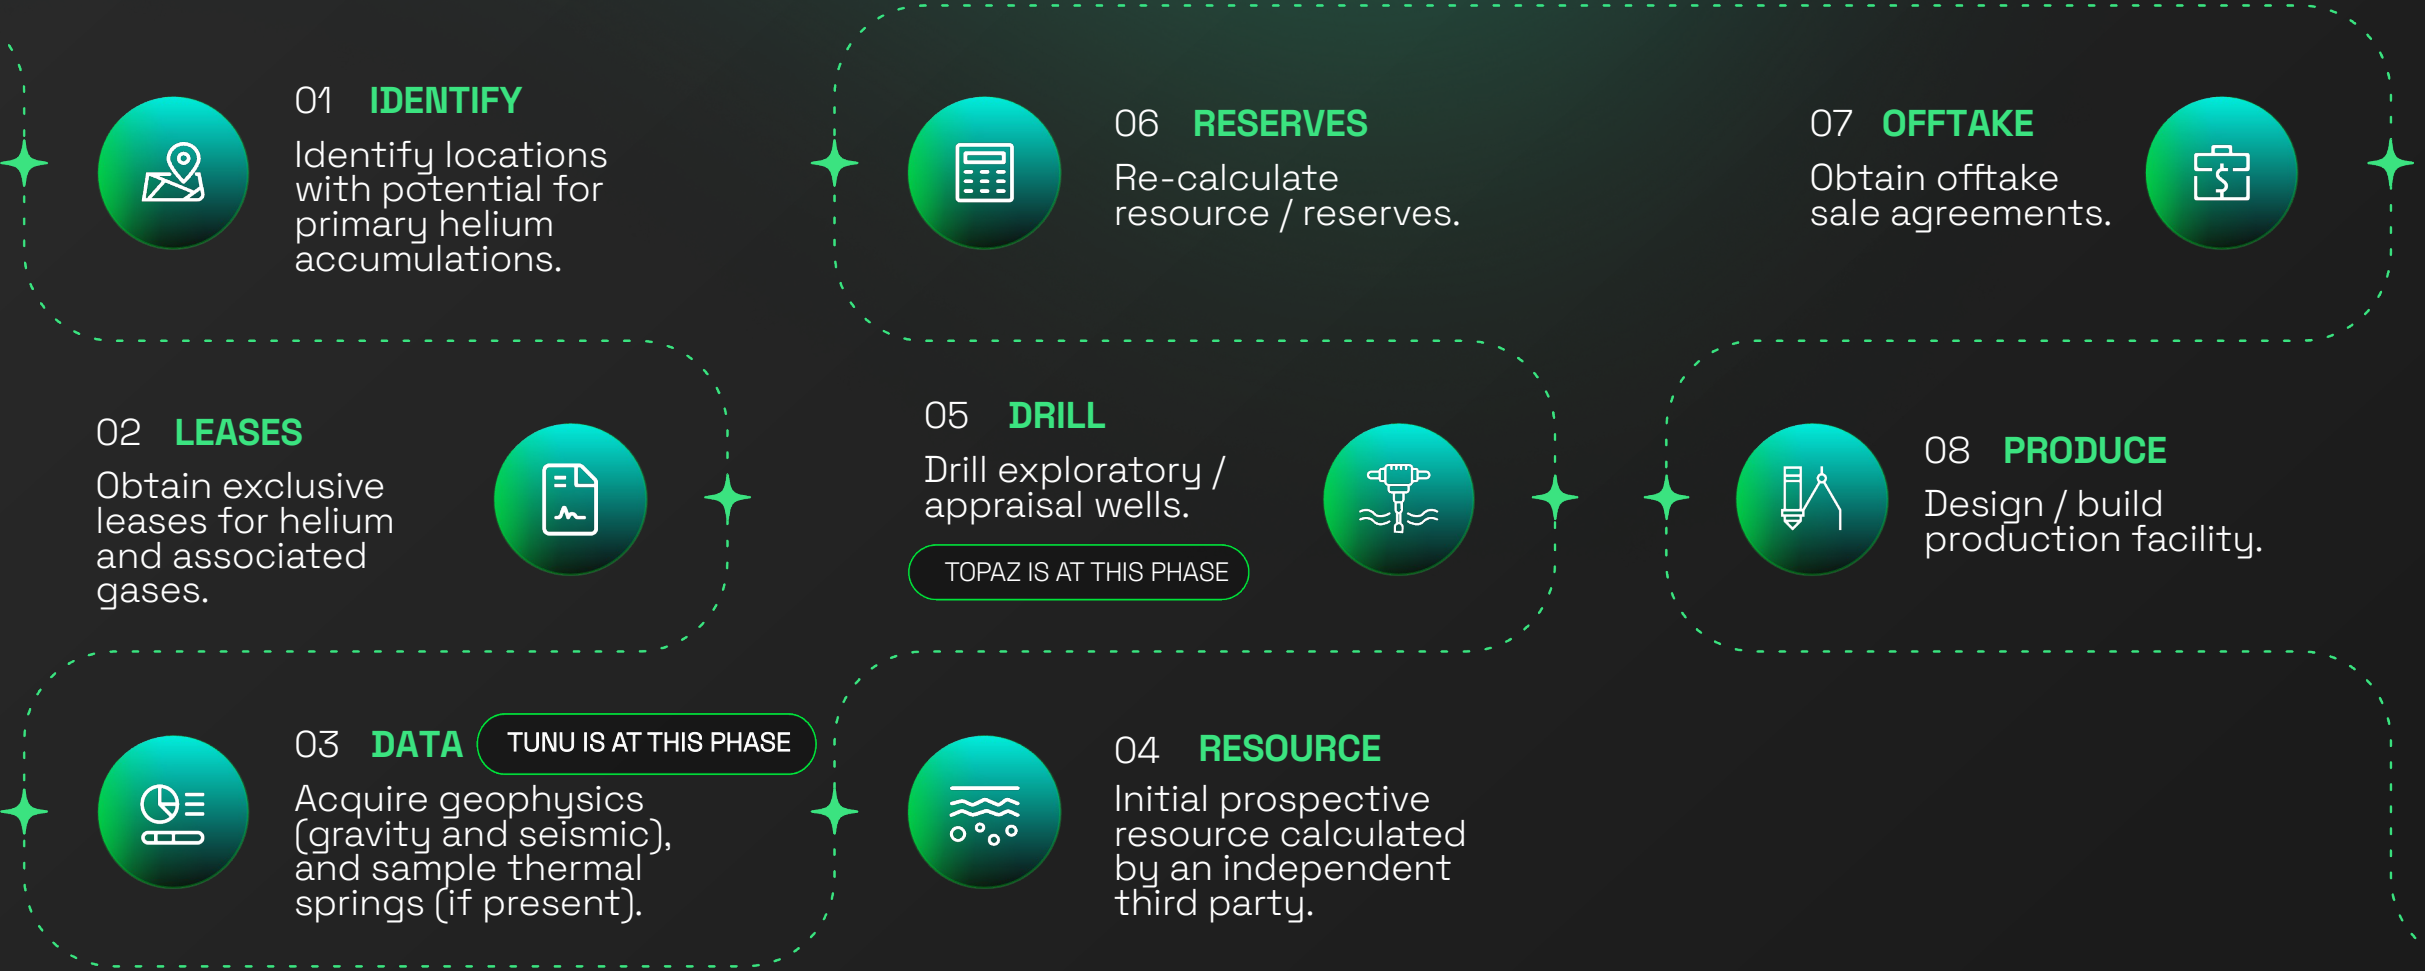 01 IDENTIFY
Identify locations
with potential for
primary helium
accumulations.
02 LEASES
Obtain exclusive
leases for helium
and associated
gases.
03 DATA TUNU IS AT THIS PHASE
Acquire geophysics
(gravity and seismic),
and sample thermal
springs (if present).
04 RESOURCE
Initial prospective
resource calculated
by an independent
third party.
05 DRILL
Drill exploratory /
appraisal wells.
TOPAZ IS AT THIS PHASE
06 RESERVES
Re-calculate
resource / reserves.
07 OFFTAKE
Obtain offtake
sale agreements.
08 PRODUCE
Design / build
production facility.